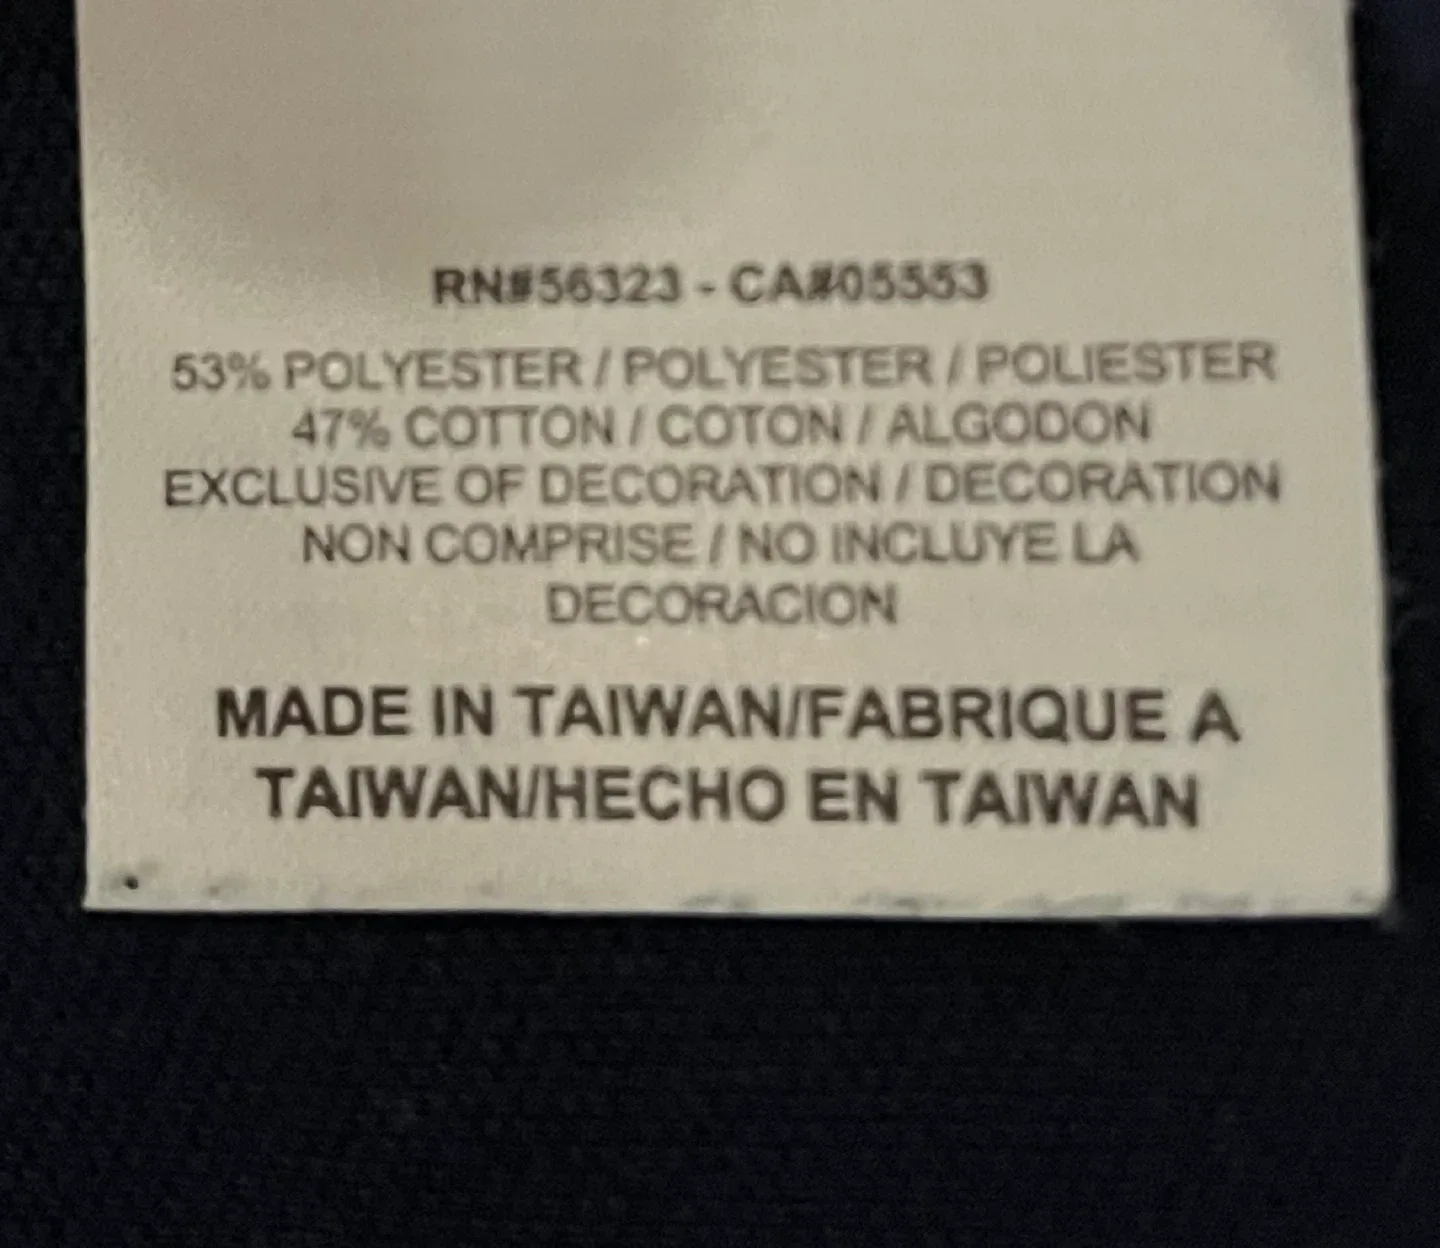 RN#56323 - CA#05553
53% POLYESTER / POLYESTER / POLIESTER
47% COTTON / COTON / ALGODON
EXCLUSIVE OF DECORATION / DECORATION
NON COMPRISE / NO INCLUYE LA
DECORACION
MADE IN TAIWAN/FABRIQUE A
TAIWAN/HECHO EN TAIWAN